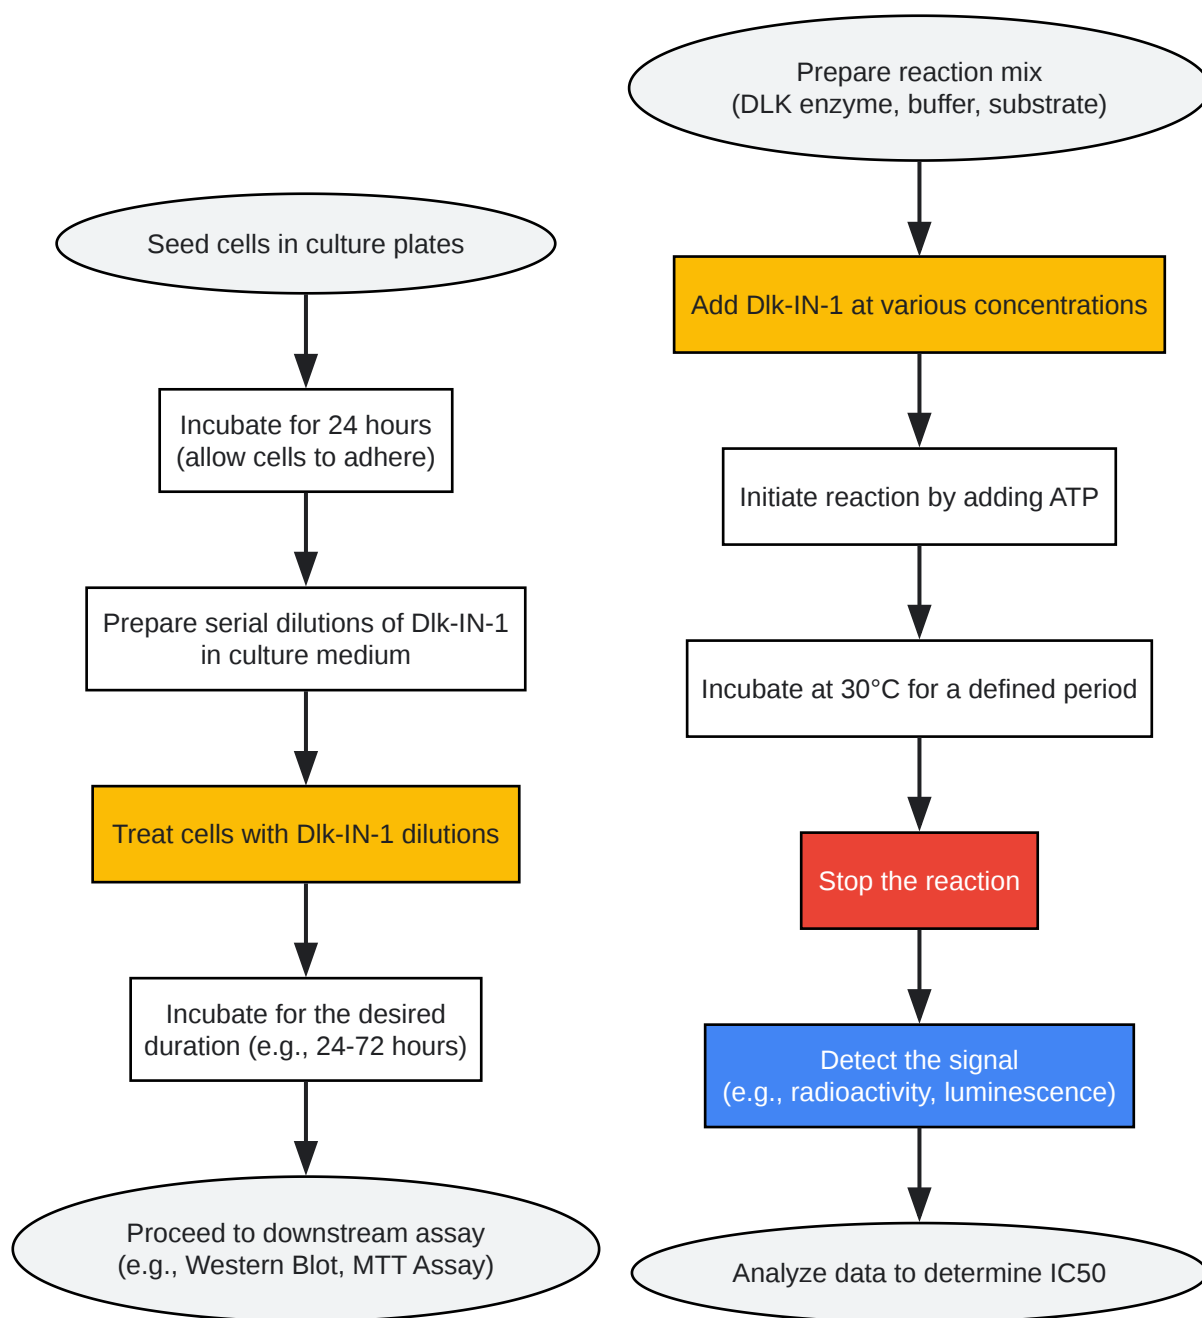 Seed cells in culture plates
Incubate for 24 hours
(allow cells to adhere)
Prepare serial dilutions of Dlk-IN-1
in culture medium
Treat cells with Dlk-IN-1 dilutions
Incubate for the desired
duration (e.g., 24-72 hours)
Proceed to downstream assay
(e.g., Western Blot, MTT Assay)
Prepare reaction mix
(DLK enzyme, buffer, substrate)
Add Dlk-IN-1 at various concentrations
Initiate reaction by adding ATP
Incubate at 30°C for a defined period
Stop the reaction
Detect the signal
(e.g., radioactivity, luminescence)
Analyze data to determine IC50